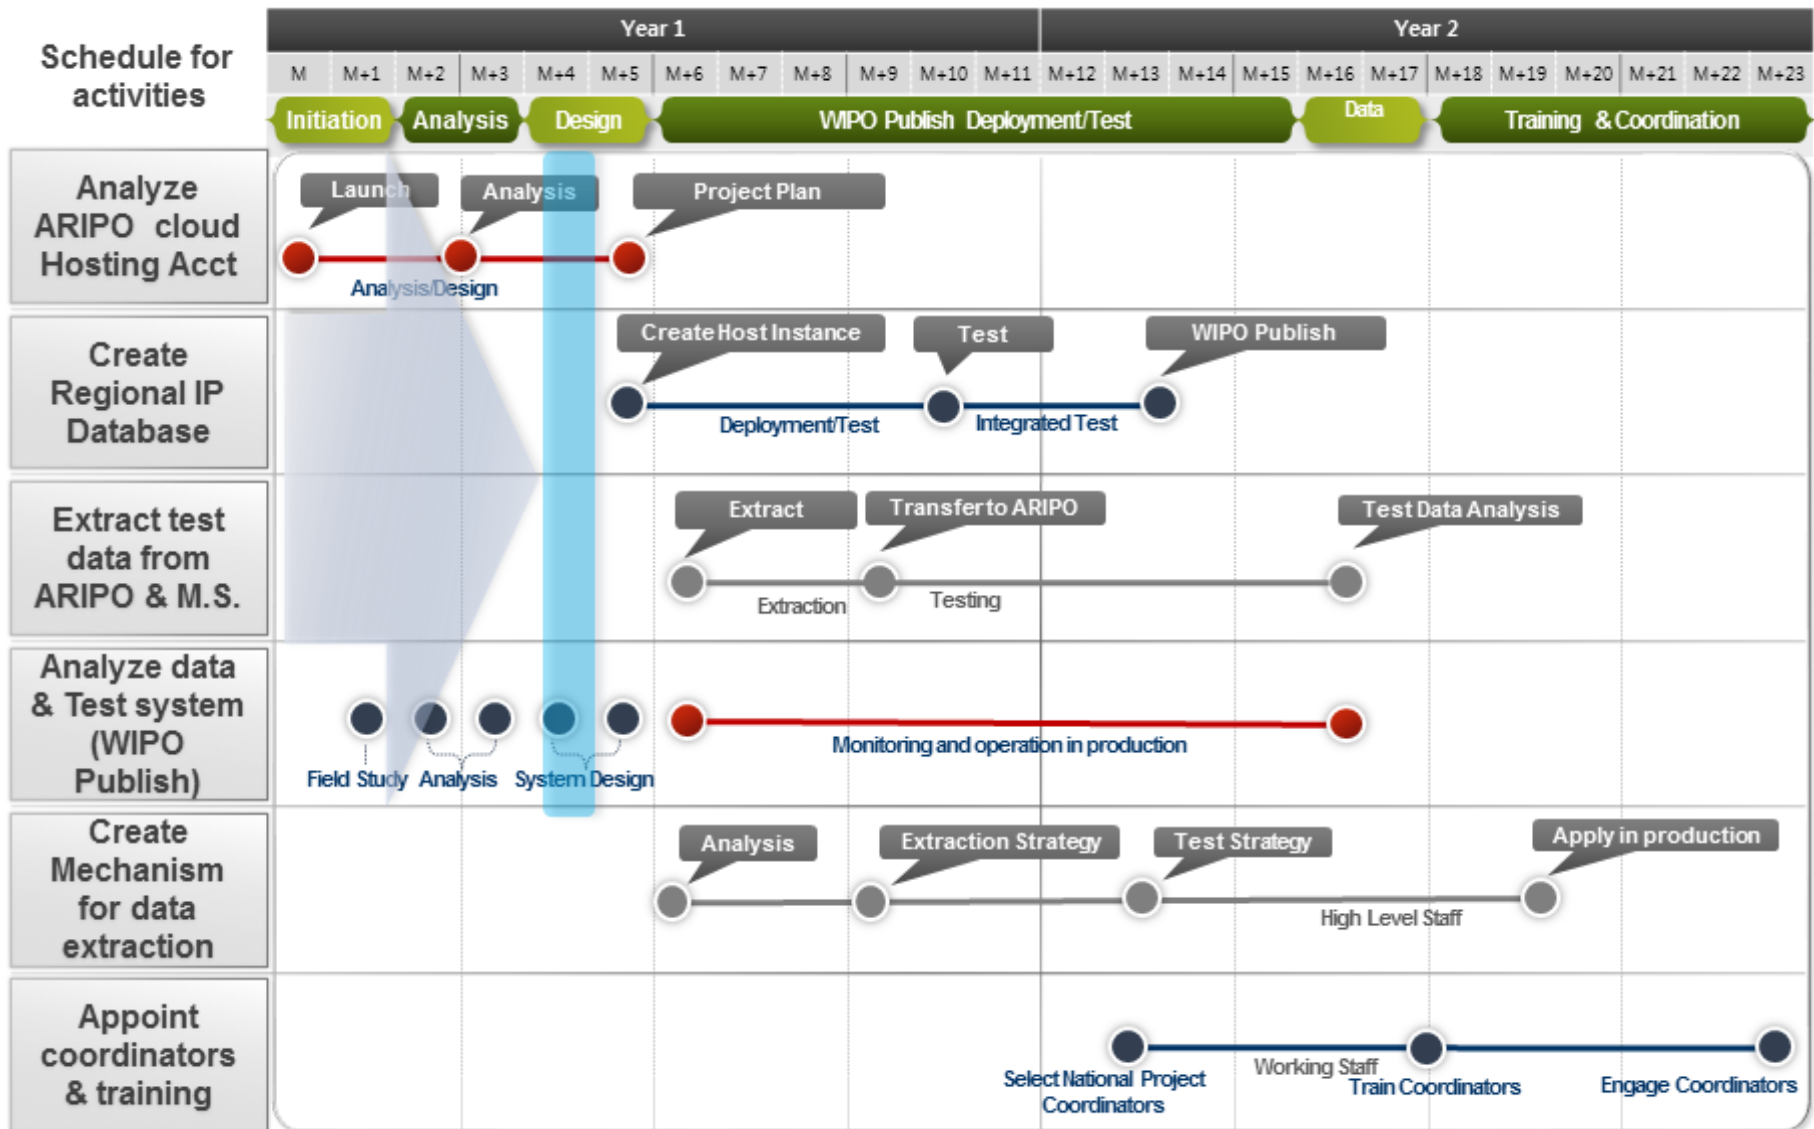 Schedule for
activities
Year 1
Year 2
M M+1 M+2 M+3 M+4 M+5 M+6 M+7 M+8 M+9 M+10 M+11 M+12 M+13 M+14 M+15 M+16 M+17 M+18 M+19 M+20 M+21 M+22 M+23
Initiation Analysis Design WIPO Publish Deployment/Test Data Training & Coordination
Analyze
ARIPO cloud
Hosting Acct
Launch
Analysis
Project Plan
Analysis/Design
Create
Regional IP
Database
Create Host Instance
Test
WIPO Publish
Deployment/Test
Integrated Test
Extract test
data from
ARIPO & M.S.
Extract
Transfer to ARIPO
Test Data Analysis
Extraction
Testing
Analyze data
& Test system
(WIPO
Publish)
Field Study
Analysis
System Design
Monitoring and operation in production
Create
Mechanism
for data
extraction
Analysis
Extraction Strategy
Test Strategy
Apply in production
High Level Staff
Appoint
coordinators
& training
Select National Project
Coordinators
Working Staff
Train Coordinators
Engage Coordinators